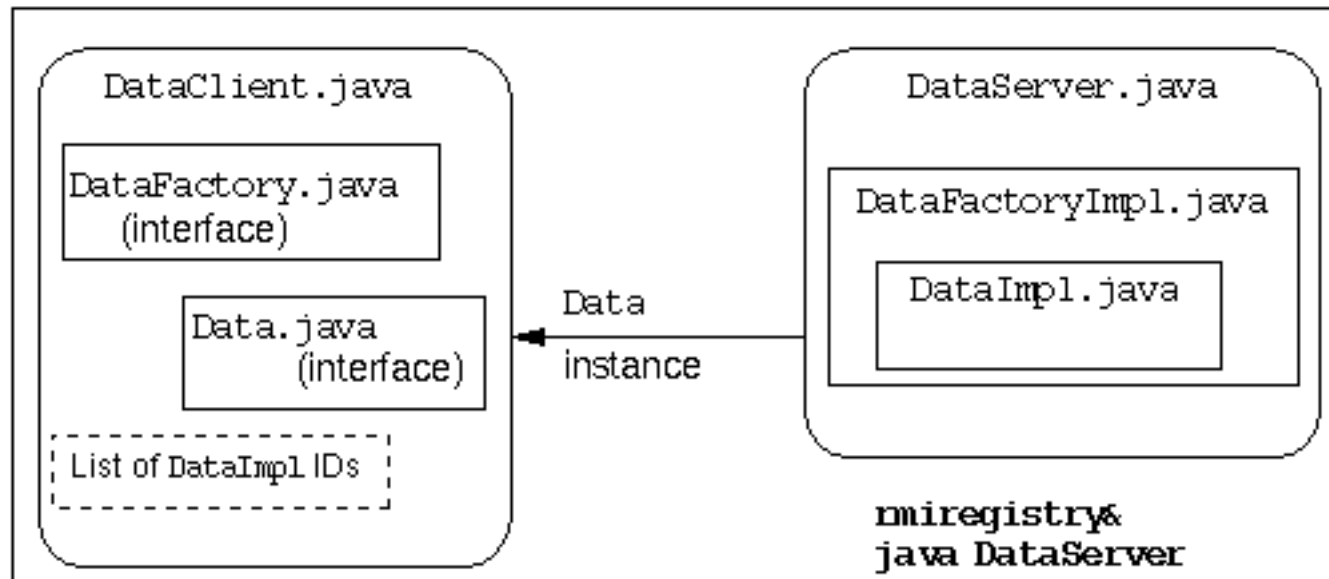 DataClient.java
DataFactory.java
(interface)
Data.java
(interface)
List of DataImpl IDs
Data
instance
DataServer.java
DataFactoryImpl.java
DataImpl.java
rmiregistry&
java DataServer